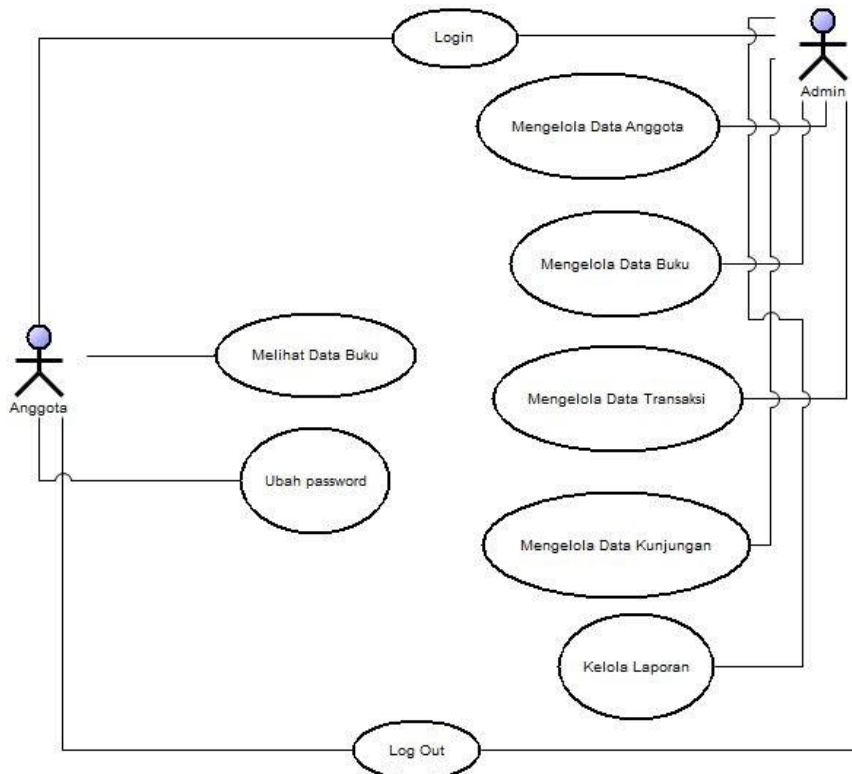 Login
Admin
Mengelola Data Anggota
Mengelola Data Buku
Melihat Data Buku
Anggota
Mengelola Data Transaksi
Ubah password
Mengelola Data Kunjungan
Kelola Laporan
Log Out